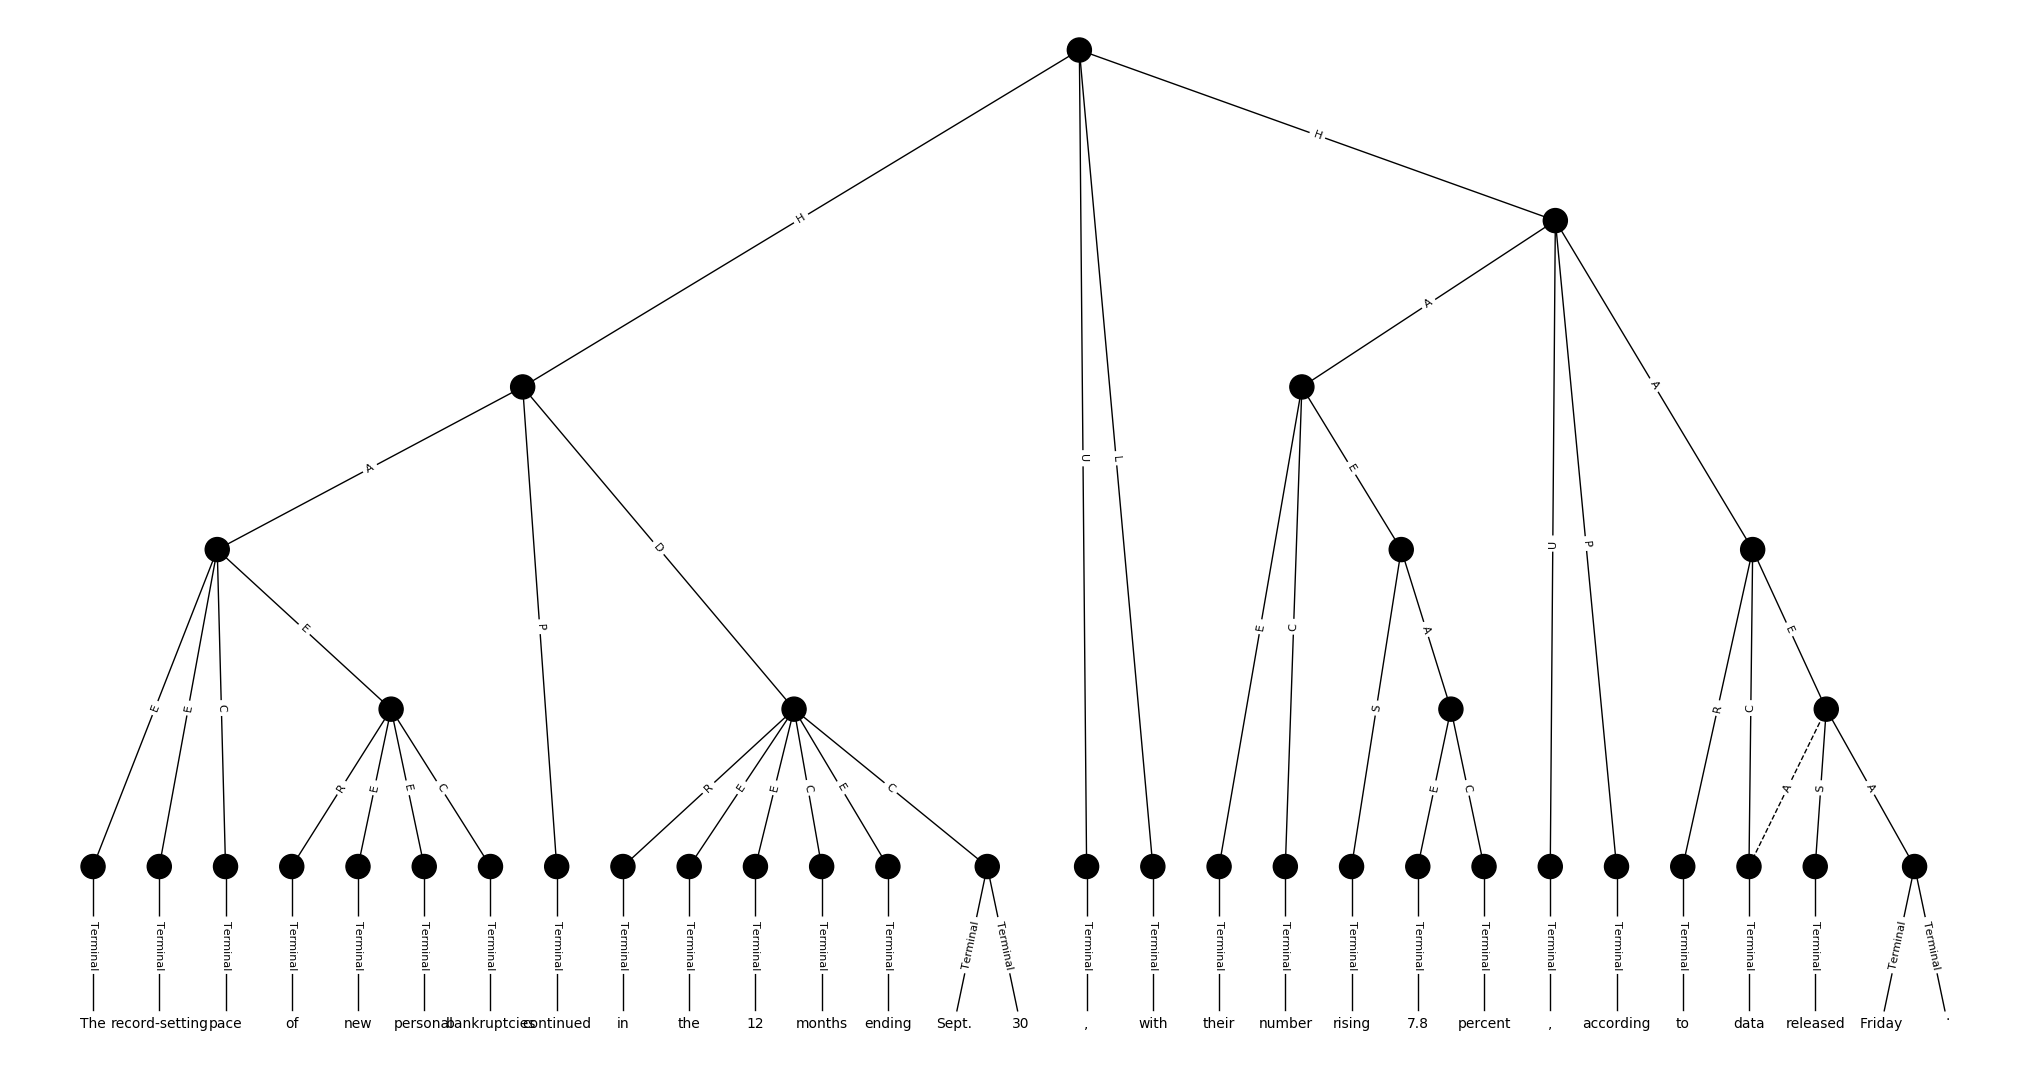 H
H
A
A
A
U
L
E
D
U
P
E
P
E
C
A
E
E
E
C
S
R
C
R
E
E
C
R
E
E
C
E
C
E
C
A
S
A
Terminal Terminal Terminal Terminal Terminal Terminal Terminal Terminal Terminal Terminal Terminal Terminal Terminal Terminal Terminal Terminal Terminal Terminal Terminal Terminal Terminal Terminal Terminal Terminal Terminal Terminal Terminal Terminal Terminal
The record-setting pace of new personal bankruptcies continued in the 12 months ending Sept. 30 , with their number rising 7.8 percent , according to data released Friday .